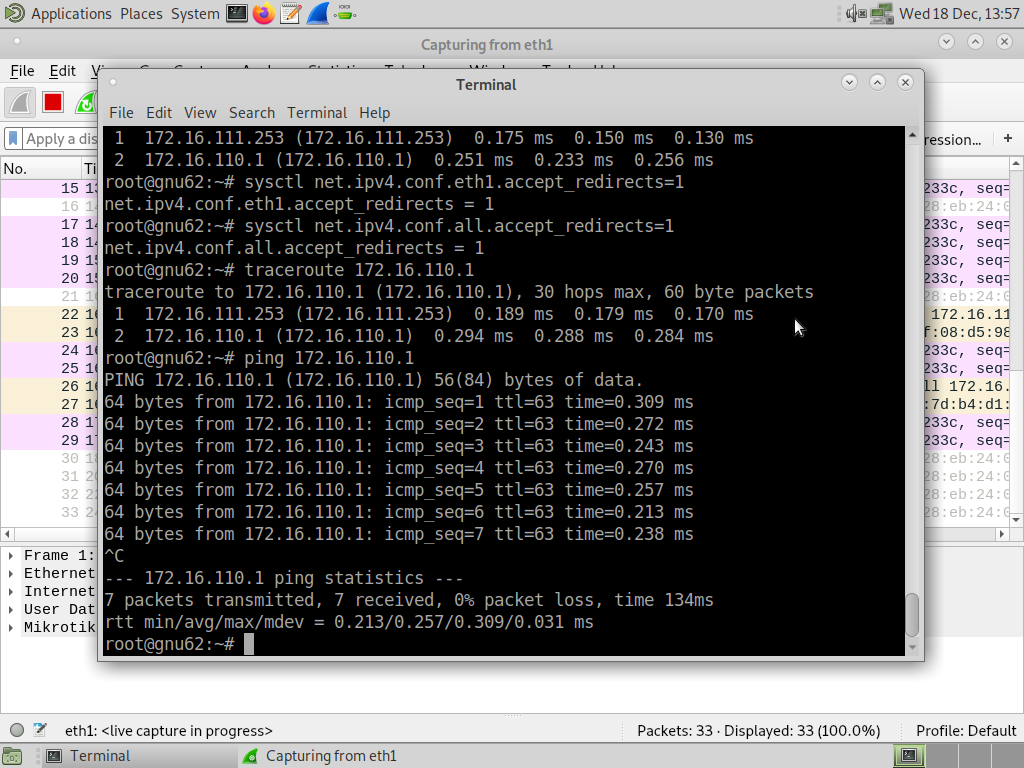 Applications Places System Wed 18 Dec, 13:57
Capturing from eth1
File Edit
Terminal
File Edit View Search Terminal Help
Apply a dis
ression... +
No. Ti
1 172.16.111.253 (172.16.111.253) 0.175 ms 0.150 ms 0.130 ms
2 172.16.110.1 (172.16.110.1) 0.251 ms 0.233 ms 0.256 ms
root@gnu62:~# sysctl net.ipv4.conf.eth1.accept_redirects=1
net.ipv4.conf.eth1.accept_redirects = 1
root@gnu62:~# sysctl net.ipv4.conf.all.accept_redirects=1
net.ipv4.conf.all.accept_redirects = 1
root@gnu62:~# traceroute 172.16.110.1
traceroute to 172.16.110.1 (172.16.110.1), 30 hops max, 60 byte packets
1 172.16.111.253 (172.16.111.253) 0.189 ms 0.179 ms 0.170 ms
2 172.16.110.1 (172.16.110.1) 0.294 ms 0.288 ms 0.284 ms
root@gnu62:~# ping 172.16.110.1
PING 172.16.110.1 (172.16.110.1) 56(84) bytes of data.
64 bytes from 172.16.110.1: icmp_seq=1 ttl=63 time=0.309 ms
64 bytes from 172.16.110.1: icmp_seq=2 ttl=63 time=0.272 ms
64 bytes from 172.16.110.1: icmp_seq=3 ttl=63 time=0.243 ms
64 bytes from 172.16.110.1: icmp_seq=4 ttl=63 time=0.270 ms
64 bytes from 172.16.110.1: icmp_seq=5 ttl=63 time=0.257 ms
64 bytes from 172.16.110.1: icmp_seq=6 ttl=63 time=0.213 ms
64 bytes from 172.16.110.1: icmp_seq=7 ttl=63 time=0.238 ms
^C
--- 172.16.110.1 ping statistics ---
7 packets transmitted, 7 received, 0% packet loss, time 134ms
rtt min/avg/max/mdev = 0.213/0.257/0.309/0.031 ms
root@gnu62:~#
15 13 233c, seq=
16 14 28:eb:24:0
17 14 233c, seq=
18 14 233c, seq=
19 15 233c, seq=
20 15 233c, seq=
21 16 28:eb:24:0
22 16 172.16.11
23 16 f:08:d5:98
24 16 233c, seq=
25 16 233c, seq=
26 16 ll 172.16.
27 16 :7d:b4:d1:
28 17 233c, seq=
29 17 233c, seq=
30 18 28:eb:24:0
31 20 28:eb:24:0
32 22 28:eb:24:0
33 24 28:eb:24:0
Frame 1:
Ethernet
Internet
User Dat
Mikrotik
eth1: <live capture in progress> Packets: 33 · Displayed: 33 (100.0%) Profile: Default
Terminal Capturing from eth1